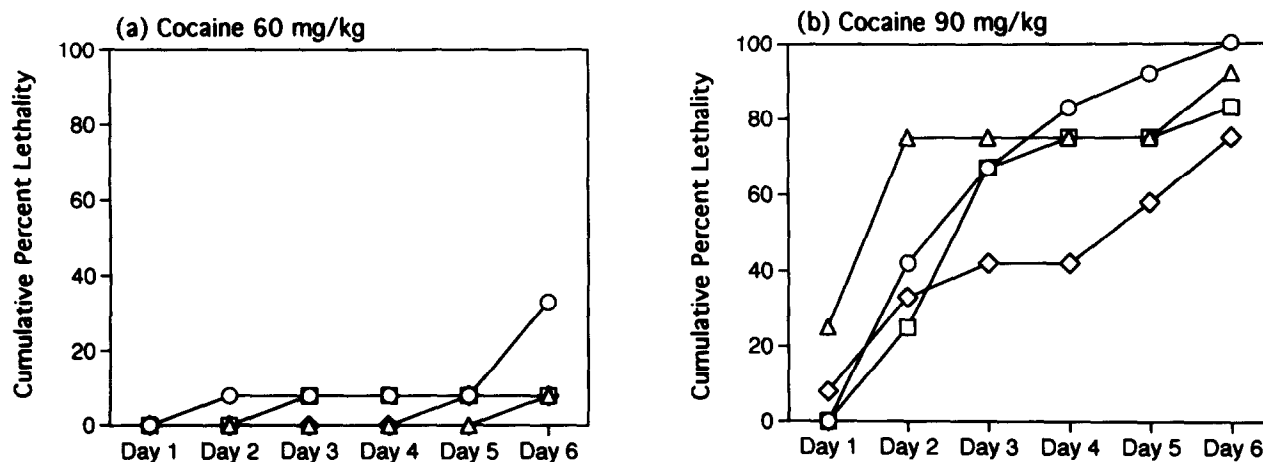 (a) Cocaine 60 mg/kg
Cumulative Percent Lethality
100
80
60
40
20
0
Day 1 Day 2 Day 3 Day 4 Day 5 Day 6
(b) Cocaine 90 mg/kg
Cumulative Percent Lethality
100
80
60
40
20
0
Day 1 Day 2 Day 3 Day 4 Day 5 Day 6